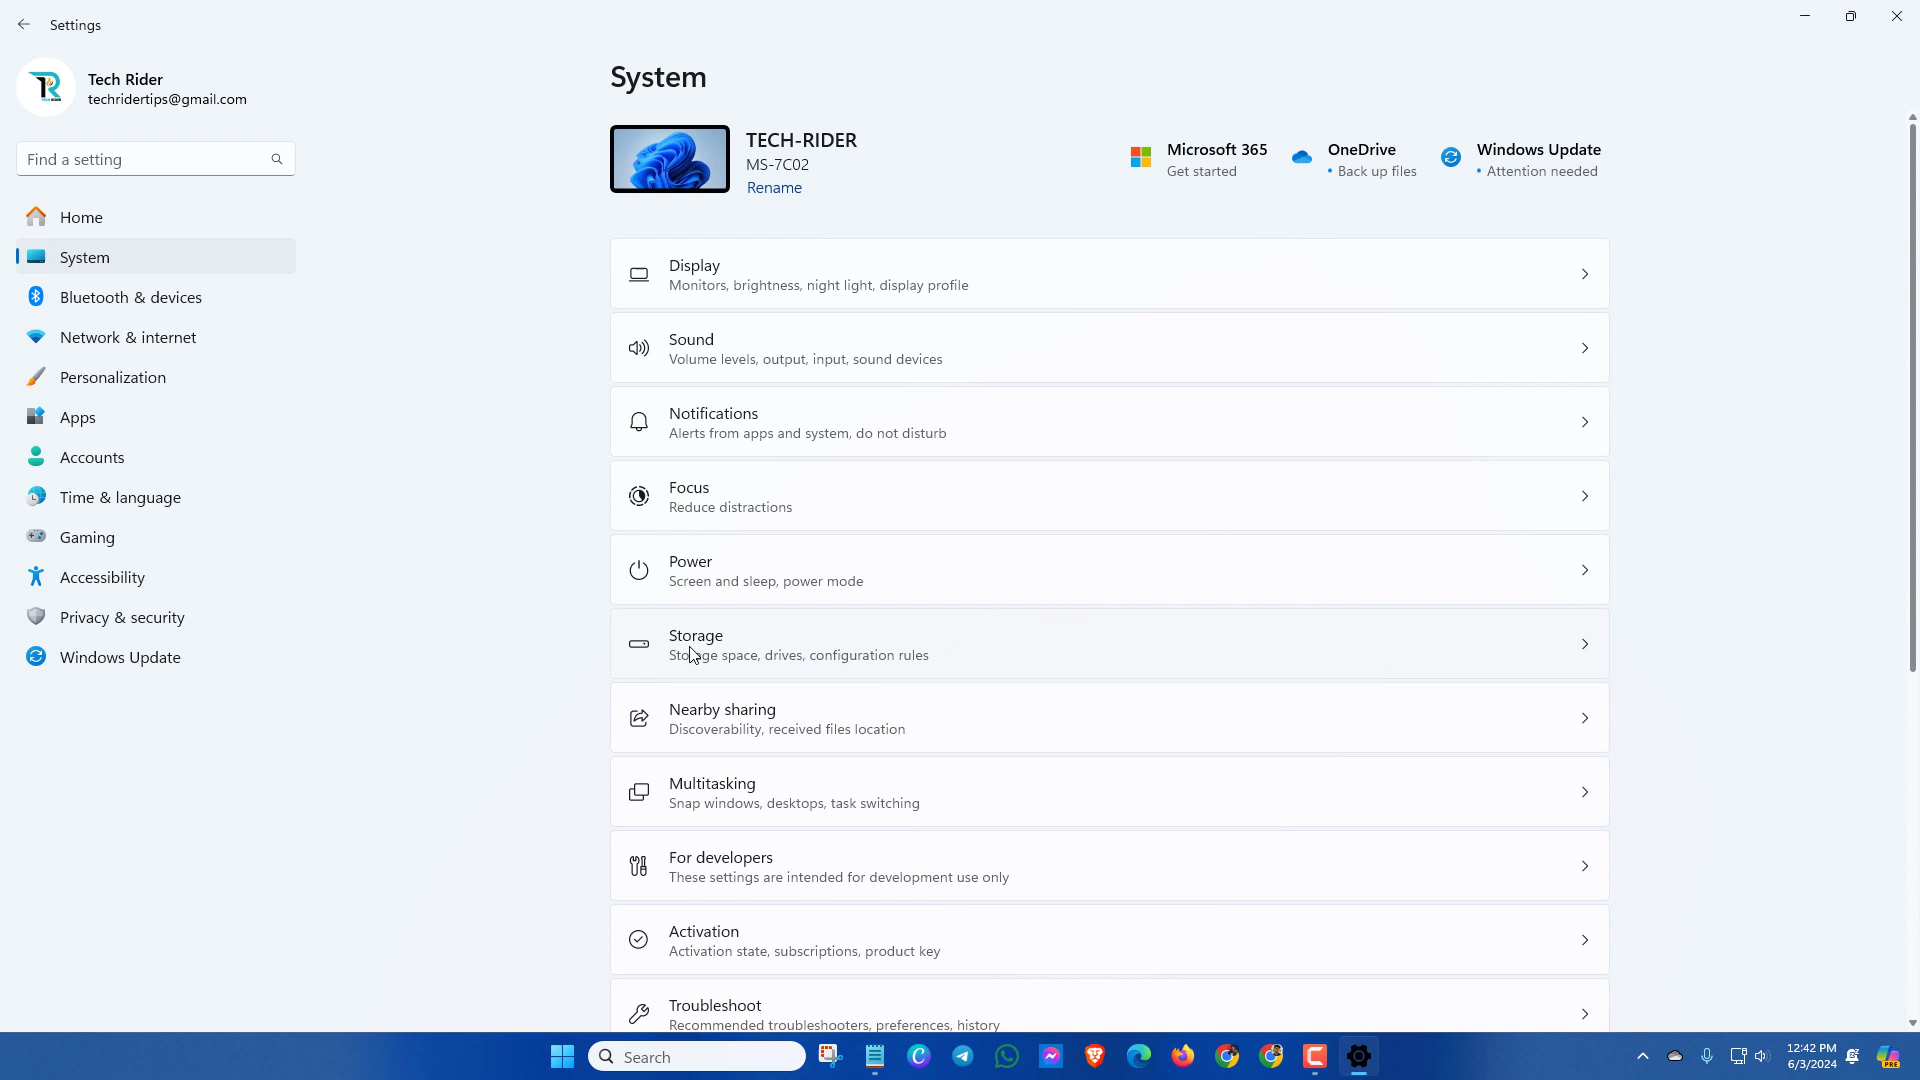 Settings
Tech Rider
techridertips@gmail.com
Find a setting
Home
System
Bluetooth & devices
Network & internet
Personalization
Apps
Accounts
Time & language
Gaming
Accessibility
Privacy & security
Windows Update
System
TECH-RIDER
MS-7C02
Rename
Microsoft 365
Get started
OneDrive
• Back up files
Windows Update
• Attention needed
Display
Monitors, brightness, night light, display profile
Sound
Volume levels, output, input, sound devices
Notifications
Alerts from apps and system, do not disturb
Focus
Reduce distractions
Power
Screen and sleep, power mode
Storage
Storage space, drives, configuration rules
Nearby sharing
Discoverability, received files location
Multitasking
Snap windows, desktops, task switching
For developers
These settings are intended for development use only
Activation
Activation state, subscriptions, product key
Troubleshoot
Recommended troubleshooters, preferences, history
Search
12:42 PM
6/3/2024
PRE